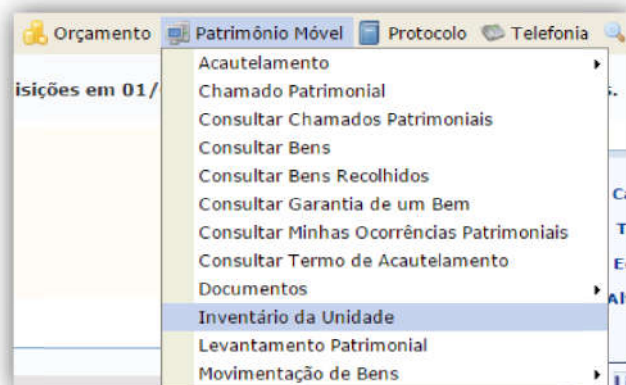 Orçamento Patrimônio Móvel Protocolo Telefonia
Acautelamento
isições em 01/
Chamado Patrimonial
Consultar Chamados Patrimoniais
Consultar Bens
Consultar Bens Recolhidos
Consultar Garantia de um Bem
Consultar Minhas Ocorrências Patrimoniais
Consultar Termo de Acautelamento
Documentos
Inventário da Unidade
Levantamento Patrimonial
Movimentação de Bens